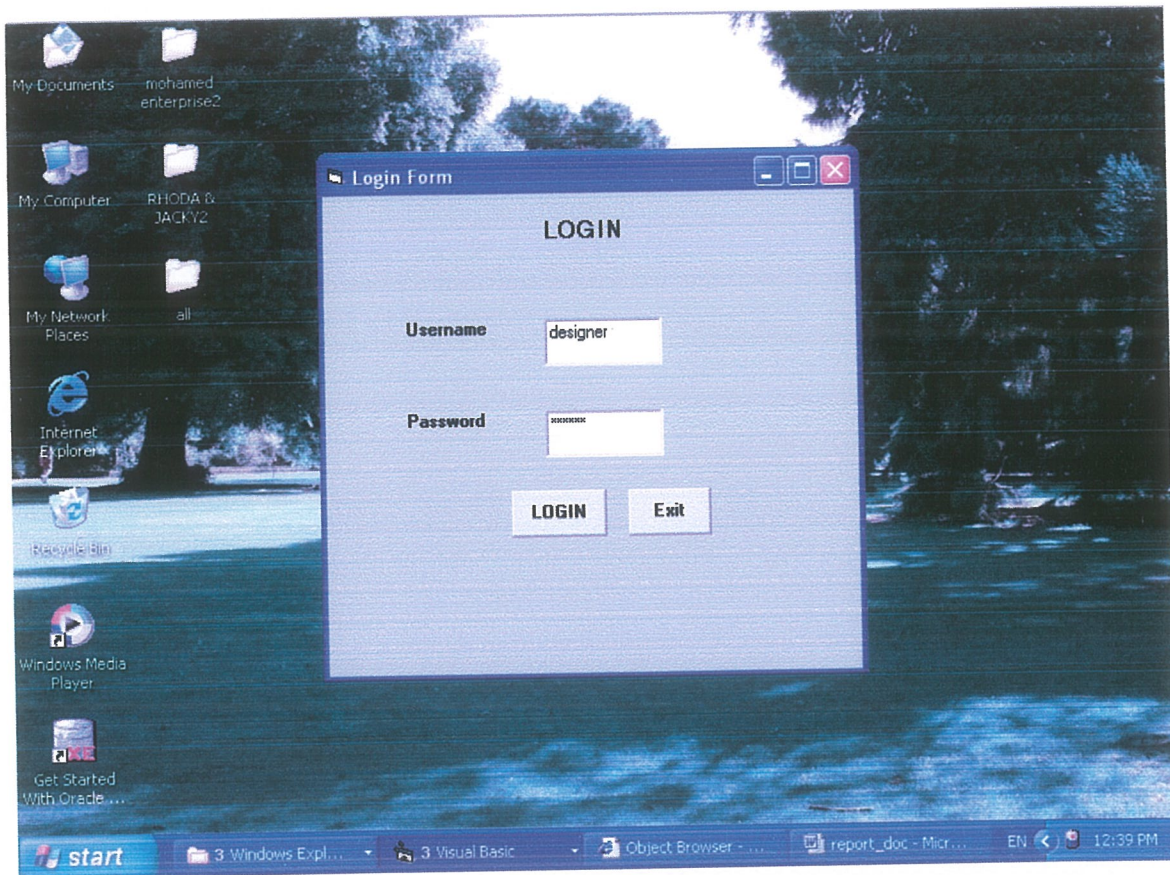 My Documents
mohamed
enterprise2
My Computer
RHODA &
JACKY2
My Network
Places
all
Internet
Explorer
Recycle Bin
Windows Media
Player
XE
Get Started
With Oracle ...
Login Form
LOGIN
Username
designer
Password
xxxxxx
LOGIN
Exit
start
3 Windows Expl...
3 Visual Basic
Object Browser - ...
report_doc - Micr...
EN
12:39 PM